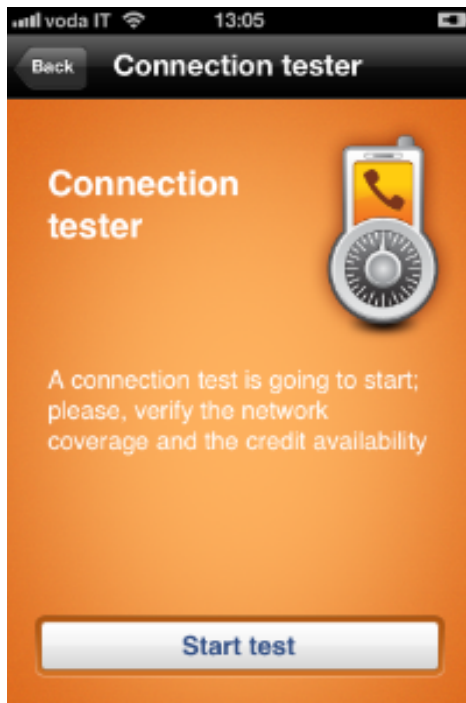 voda IT 13:05
Back Connection tester
Connection
tester
A connection test is going to start;
please, verify the network
coverage and the credit availability
Start test